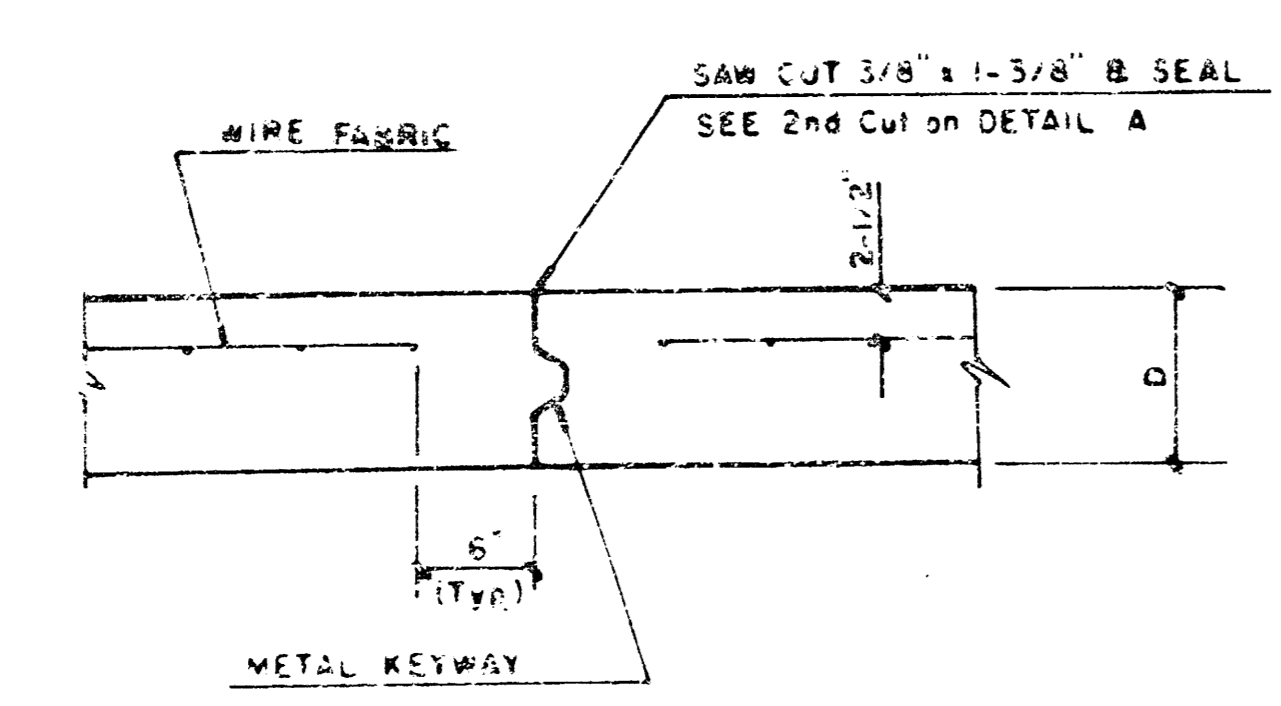 SAW CUT 3/8" x 1-3/8" & SEAL
SEE 2nd Cut on DETAIL A
WIRE FABRIC
2-1/2"
D
6"
(Typ)
METAL KEYWAY